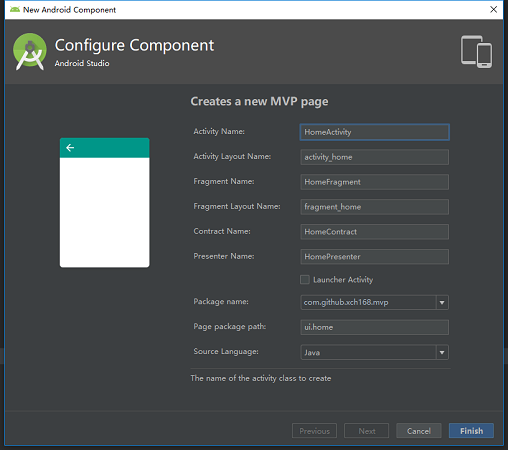 New Android Component
Configure Component
Android Studio
Creates a new MVP page
Activity Name: HomeActivity
Activity Layout Name: activity_home
Fragment Name: HomeFragment
Fragment Layout Name: fragment_home
Contract Name: HomeContract
Presenter Name: HomePresenter
Launcher Activity
Package name: com.github.xch168.mvp
Page package path: ui.home
Source Language: Java
The name of the activity class to create
Previous Next Cancel Finish